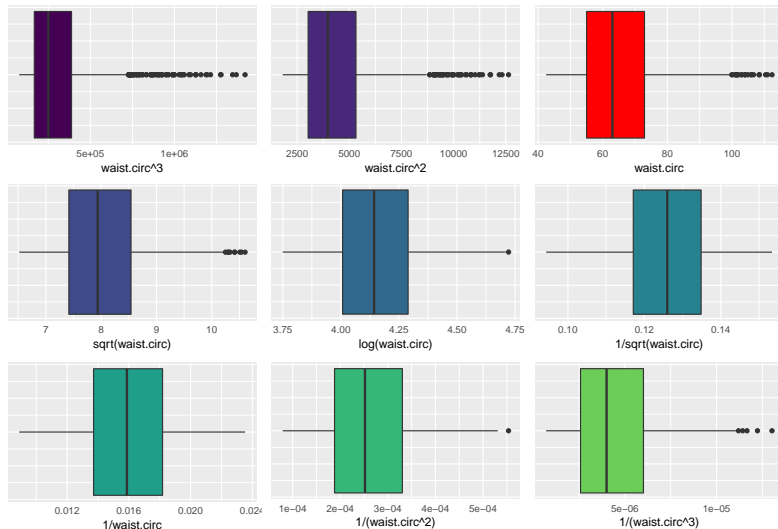 5e+05 1e+06
waist.circ^3
2500 5000 7500 10000 12500
waist.circ^2
40 60 80 100
waist.circ
7 8 9 10
sqrt(waist.circ)
3.75 4.00 4.25 4.50 4.75
log(waist.circ)
0.10 0.12 0.14
1/sqrt(waist.circ)
0.012 0.016 0.020 0.024
1/waist.circ
1e−04 2e−04 3e−04 4e−04 5e−04
1/(waist.circ^2)
5e−06 1e−05
1/(waist.circ^3)